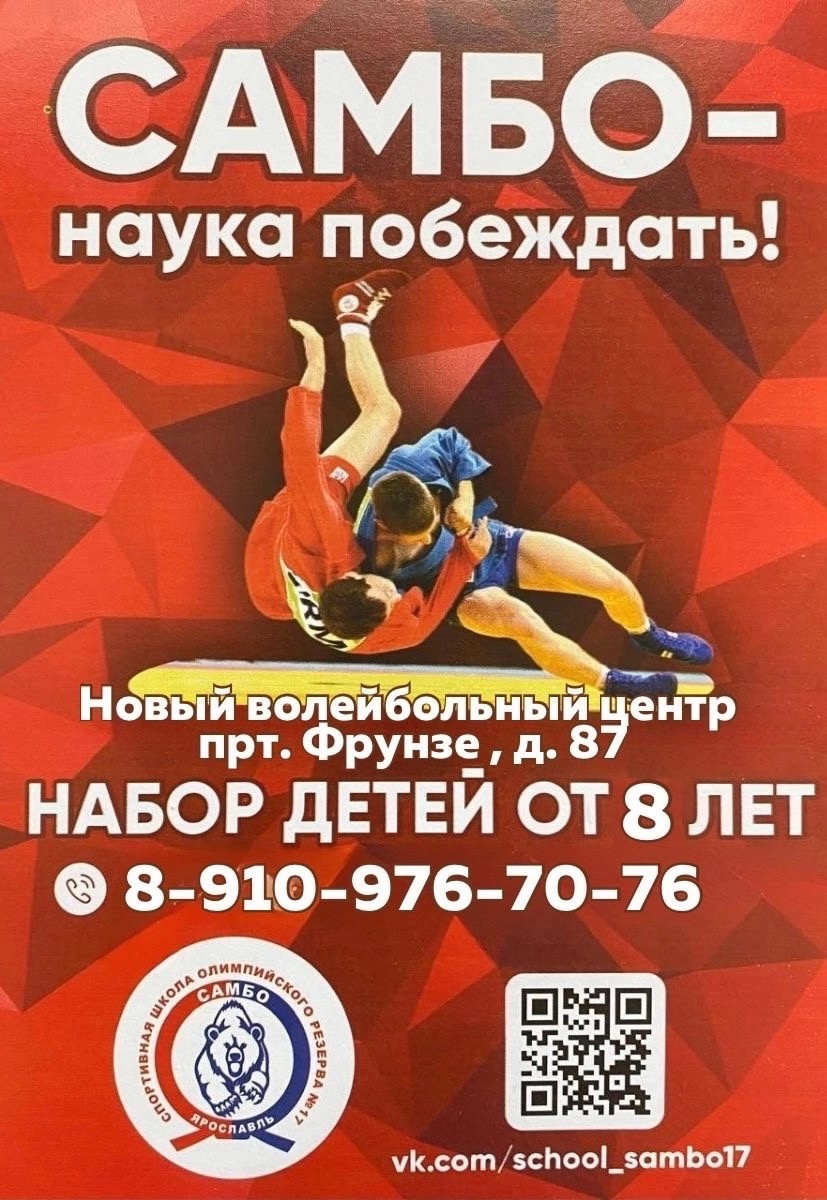 САМБО-
наука побеждать!
ARM
Новый волейбольный центр
прт. Фрунзе , д. 87
НАБОР ДЕТЕЙ ОТ 8 ЛЕТ
8-910-976-70-76
СПОРТИВНАЯ ШКОЛА ОЛИМПИЙСКОГО РЕЗЕРВА №17
САМБО
ЯРОСЛАВЛЬ
vk.com/school_sambo17